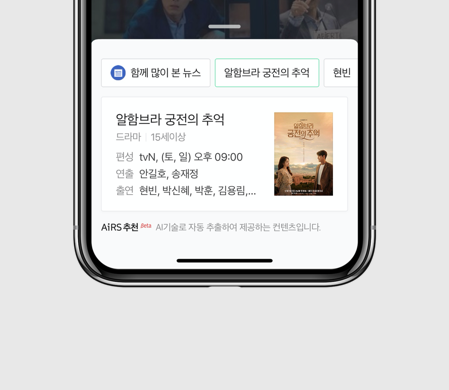 함께 많이 본 뉴스
알함브라 궁전의 추억
현빈
알함브라 궁전의 추억
드라마 15세이상
편성 tvN, (토, 일) 오후 09:00
연출 안길호, 송재정
출연 현빈, 박신혜, 박훈, 김용림,...
알함브라
궁전의 추억
AiRS 추천 Beta AI기술로 자동 추출하여 제공하는 컨텐츠입니다.